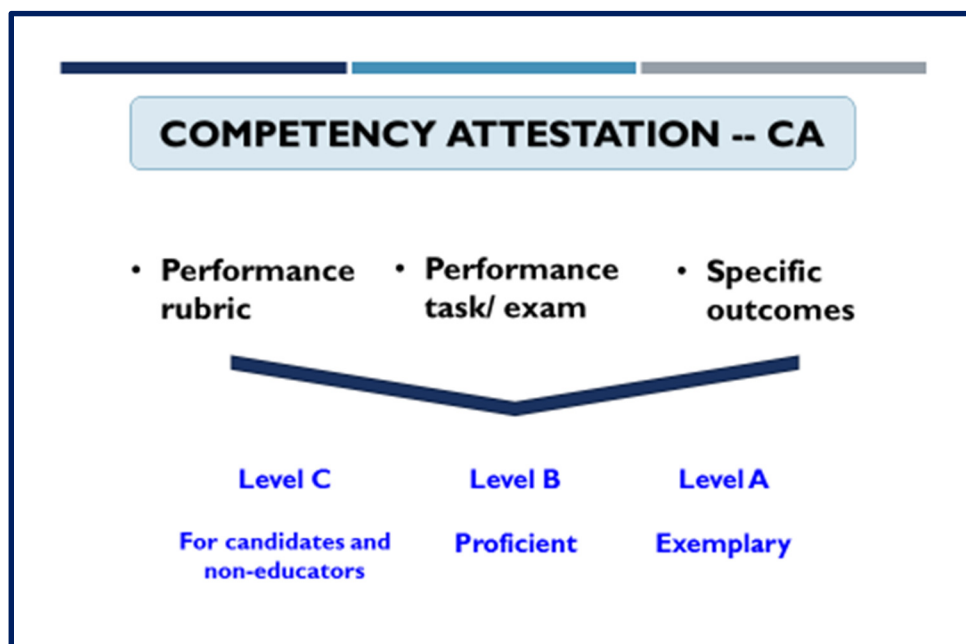 COMPETENCY ATTESTATION -- CA
• Performance
rubric
• Performance
task/ exam
• Specific
outcomes
Level C
For candidates and
non-educators
Level B
Proficient
Level A
Exemplary